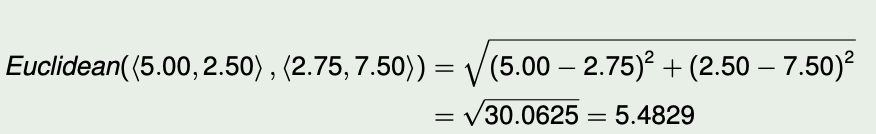 Euclidean(⟨5.00, 2.50⟩ , ⟨2.75, 7.50⟩) = √(5.00 − 2.75)² + (2.50 − 7.50)²
= √30.0625 = 5.4829